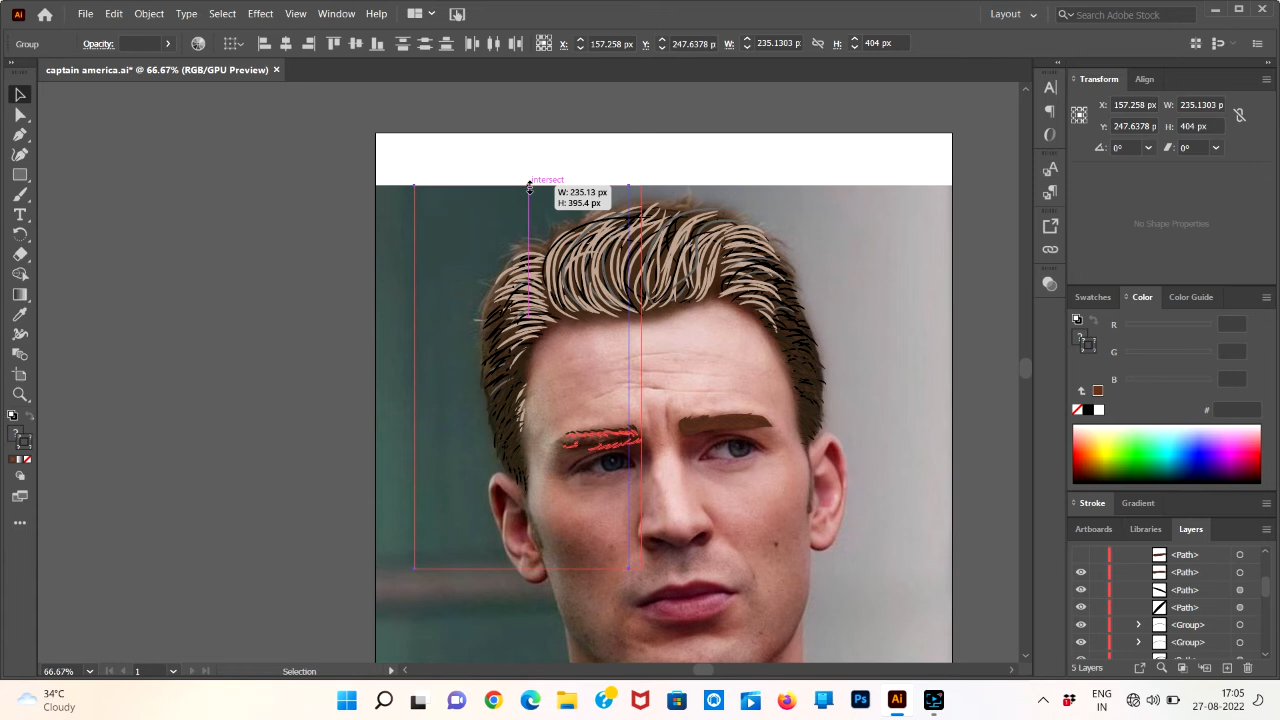 Ai File Edit Object Type Select Effect View Window Help Layout Search Adobe Stock
Group Opacity: X: 157.258 px Y: 247.6378 px W: 235.1303 px H: 404 px
captain america.ai* @ 66.67% (RGB/GPU Preview) ×
Transform Align
X: 157.258 px W: 235.1303 p
Y: 247.6378 p H: 404 px
0° 0°
intersect
W: 235.13 px
H: 395.4 px
No Shape Properties
Swatches Color Color Guide
R
G
B
#
Stroke Gradient
Artboards Libraries Layers
<Path>
<Path>
<Path>
<Path>
<Group>
<Group>
5 Layers
66.67% 1 Selection
34°C
Cloudy
Ps Ai
ENG
IN
17:05
27-08-2022